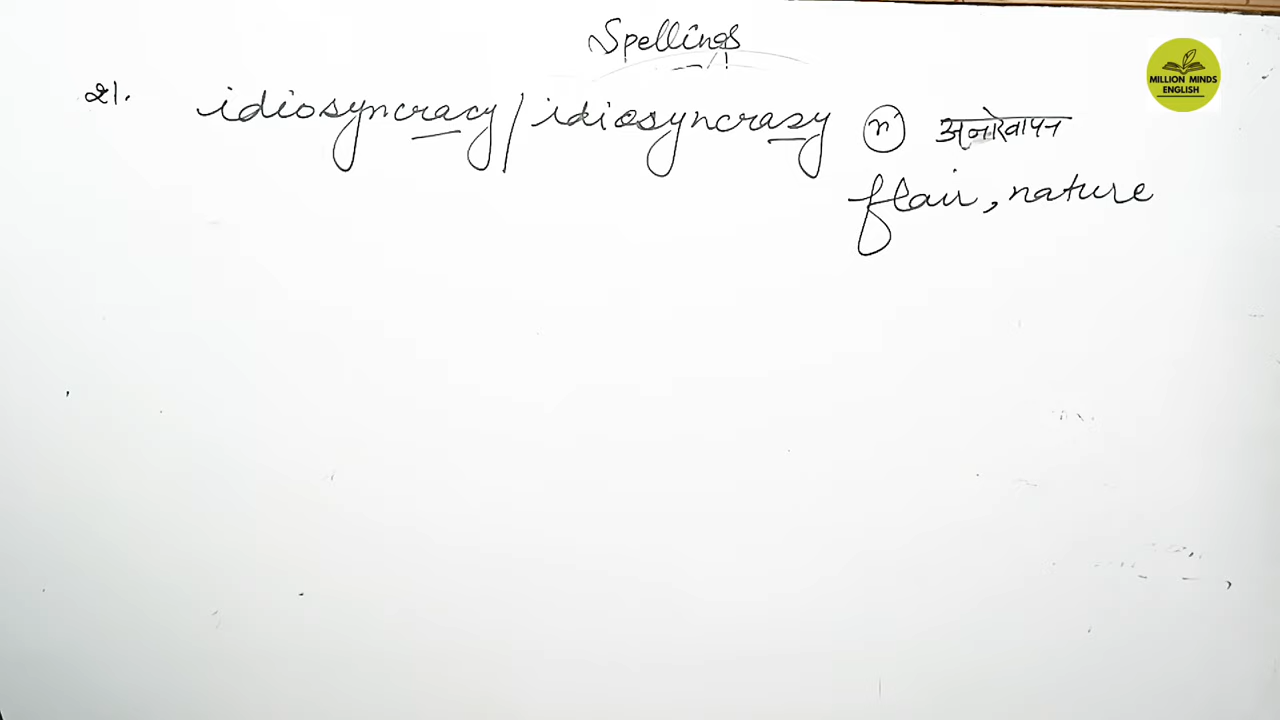 Spellings
21. idiosyncracy / idiosyncrasy (n) अनोखापन
flair, nature
MILLION MINDS
ENGLISH